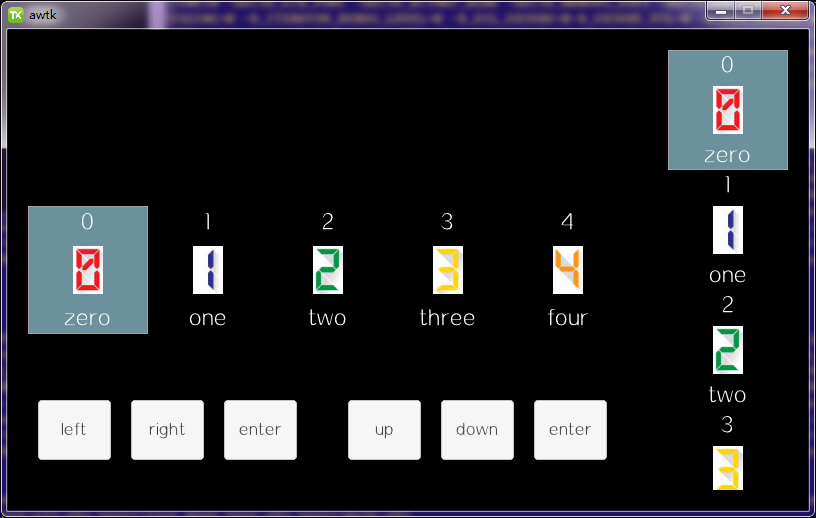 TK awtk
0
0
zero
0 1 2 3 4
0 1 2 3 4
zero one two three four
1
1
one
2
2
two
3
3
left right enter up down enter